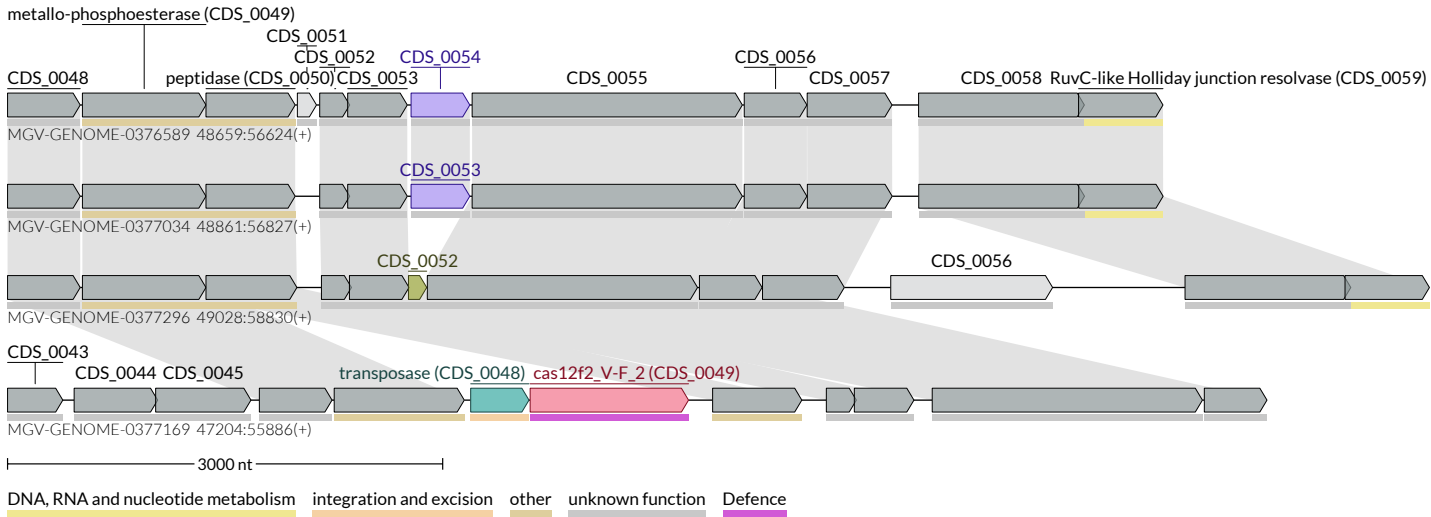 metallo-phosphoesterase (CDS_0049)
CDS_0051
CDS_0052 CDS_0054 CDS_0056
CDS_0048 peptidase (CDS_0050) CDS_0053 CDS_0055 CDS_0057 CDS_0058 RuvC-like Holliday junction resolvase (CDS_0059)
MGV-GENOME-0376589 48659:56624(+)
CDS_0053
MGV-GENOME-0377034 48861:56827(+)
CDS_0052 CDS_0056
MGV-GENOME-0377296 49028:58830(+)
CDS_0043
CDS_0044 CDS_0045 transposase (CDS_0048) cas12f2_V-F_2 (CDS_0049)
MGV-GENOME-0377169 47204:55886(+)
3000 nt
DNA, RNA and nucleotide metabolism integration and excision other unknown function Defence